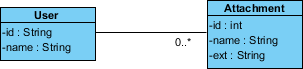 User
-id : String
-name : String
0..*
Attachment
-id : int
-name : String
-ext : String